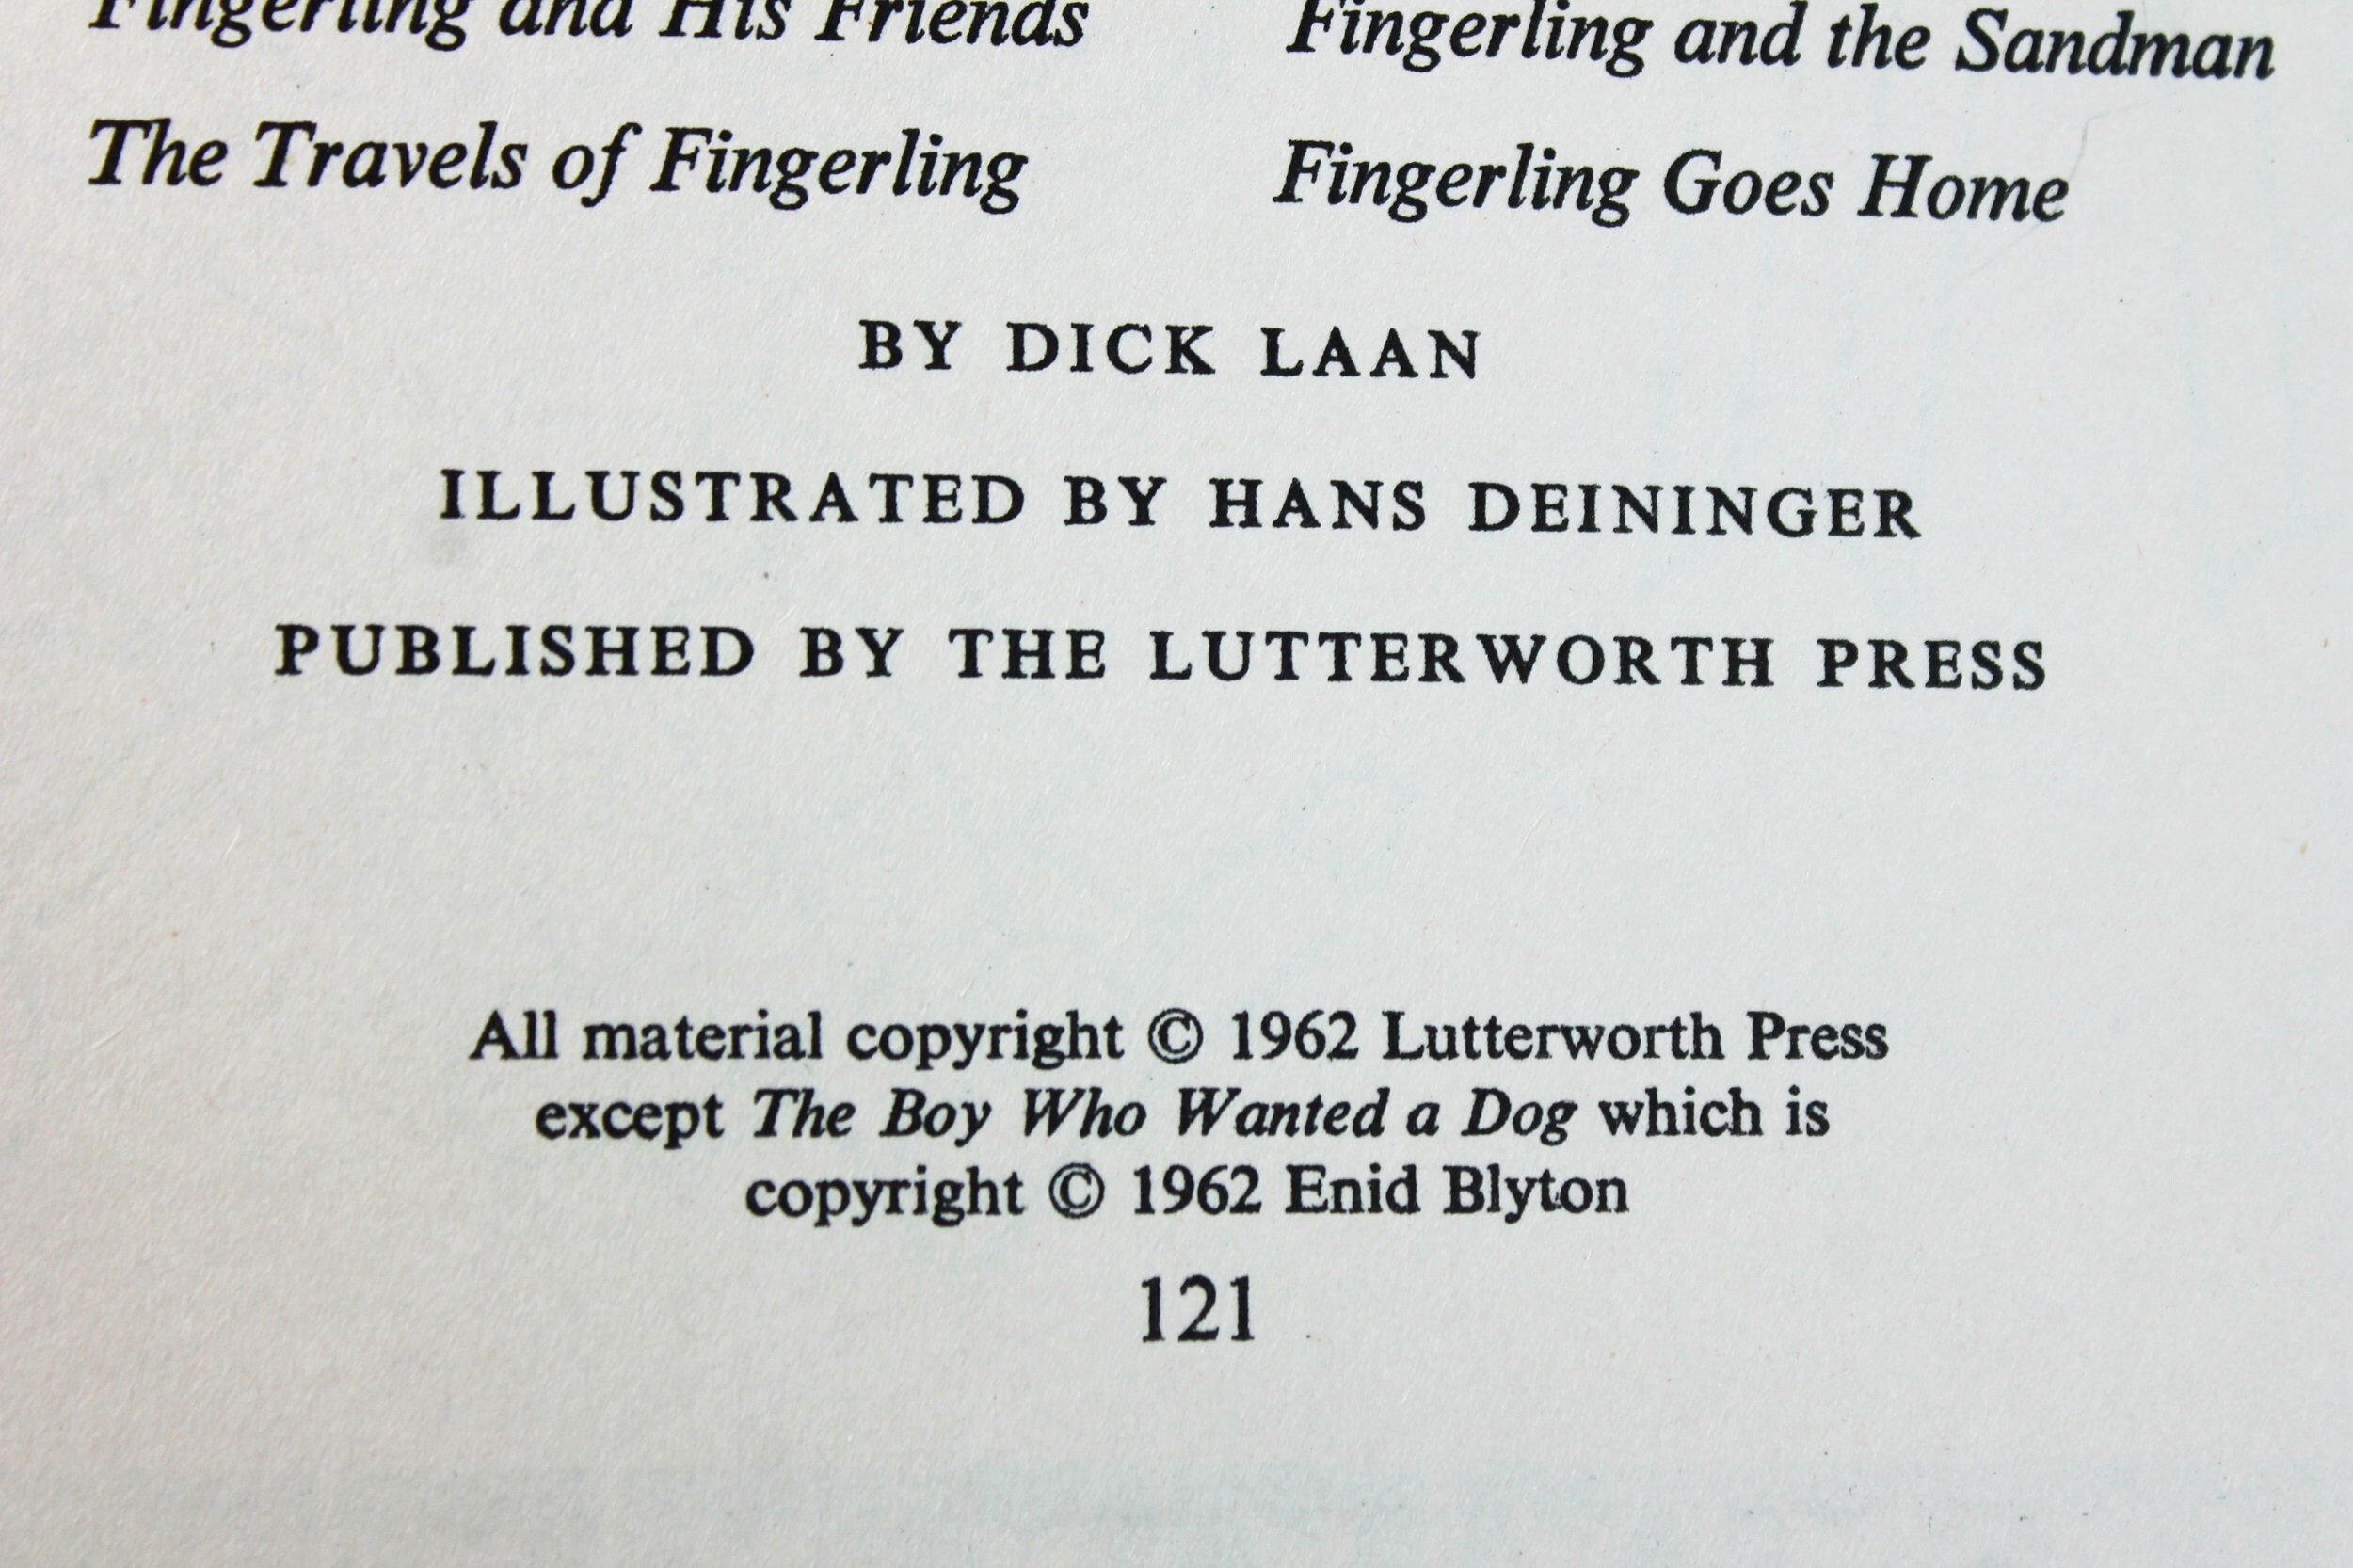 Fingerling and His Friends Fingerling and the Sandman
The Travels of Fingerling Fingerling Goes Home
BY DICK LAAN
ILLUSTRATED BY HANS DEININGER
PUBLISHED BY THE LUTTERWORTH PRESS
All material copyright © 1962 Lutterworth Press
except The Boy Who Wanted a Dog which is
copyright © 1962 Enid Blyton
121